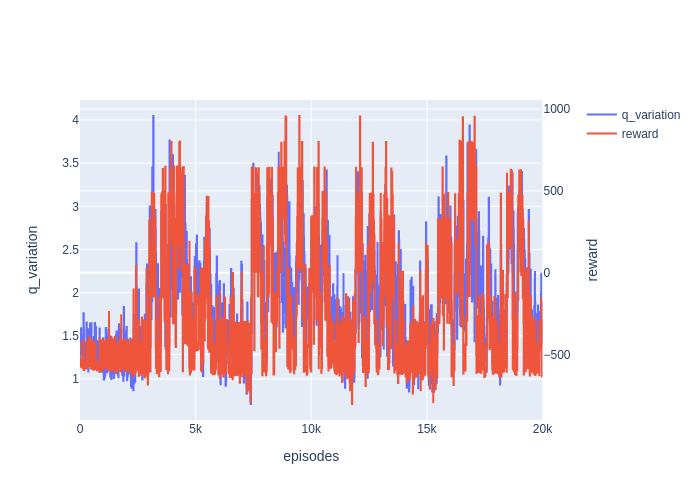 q_variation
reward
1000
500
0
−500
4
3.5
3
2.5
2
1.5
1
q_variation
reward
0
5k
10k
15k
20k
episodes